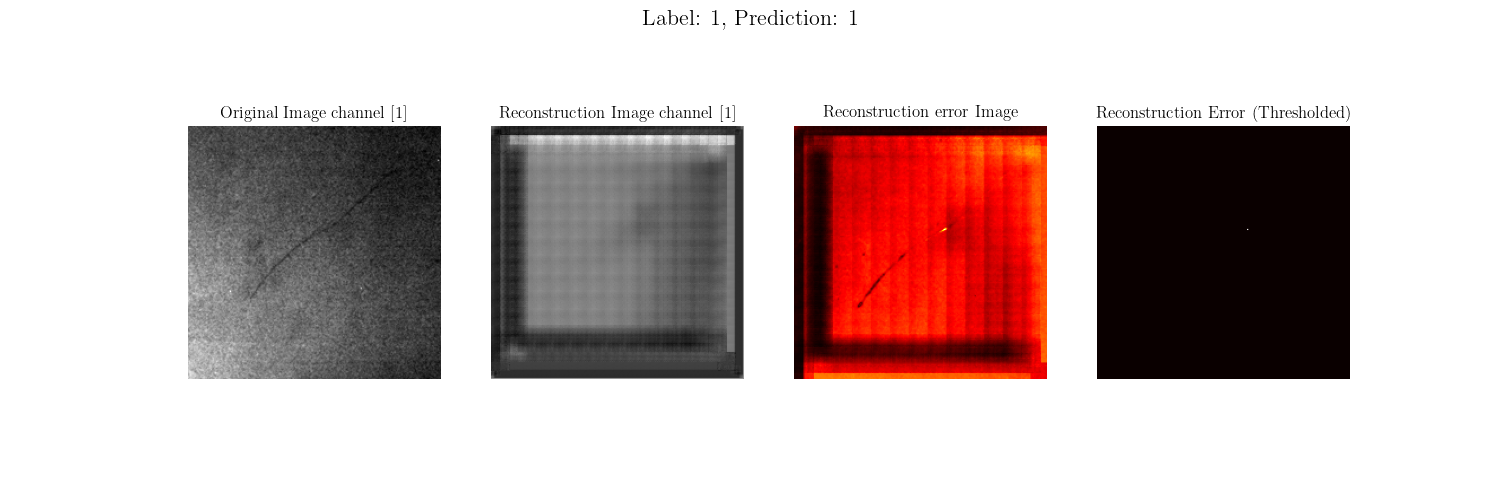 Label: 1, Prediction: 1
Original Image channel [1]
Reconstruction Image channel [1]
Reconstruction error Image
Reconstruction Error (Thresholded)